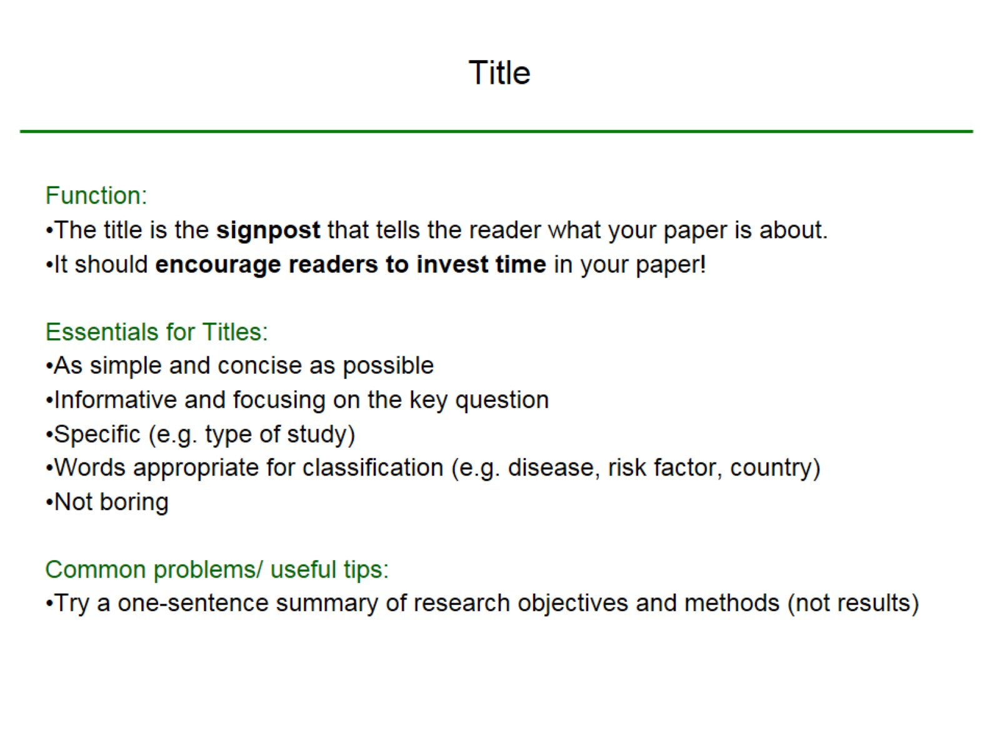 Title
Function:
•The title is the signpost that tells the reader what your paper is about.
•It should encourage readers to invest time in your paper!
Essentials for Titles:
•As simple and concise as possible
•Informative and focusing on the key question
•Specific (e.g. type of study)
•Words appropriate for classification (e.g. disease, risk factor, country)
•Not boring
Common problems/ useful tips:
•Try a one-sentence summary of research objectives and methods (not results)